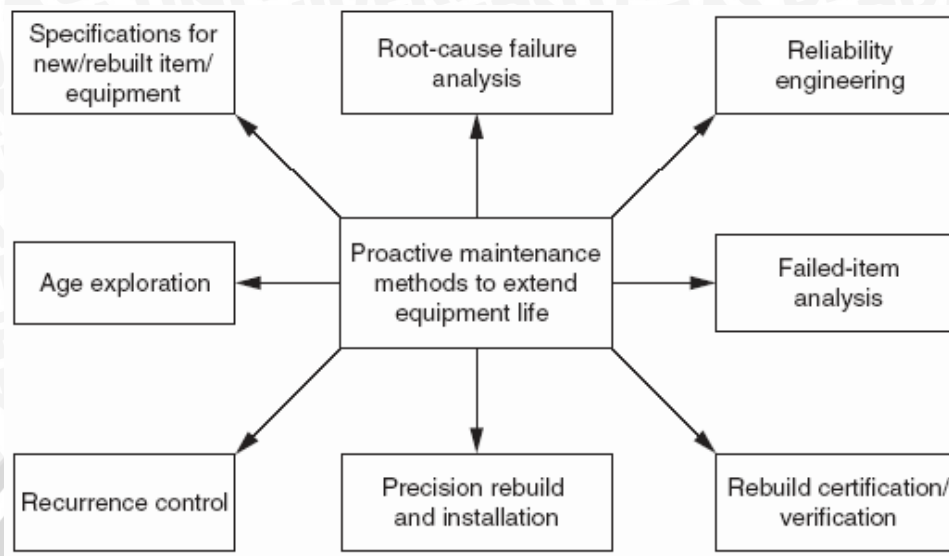 Specifications for
new/rebuilt item/
equipment
Root-cause failure
analysis
Reliability
engineering
Age exploration
Proactive maintenance
methods to extend
equipment life
Failed-item
analysis
Recurrence control
Precision rebuild
and installation
Rebuild certification/
verification